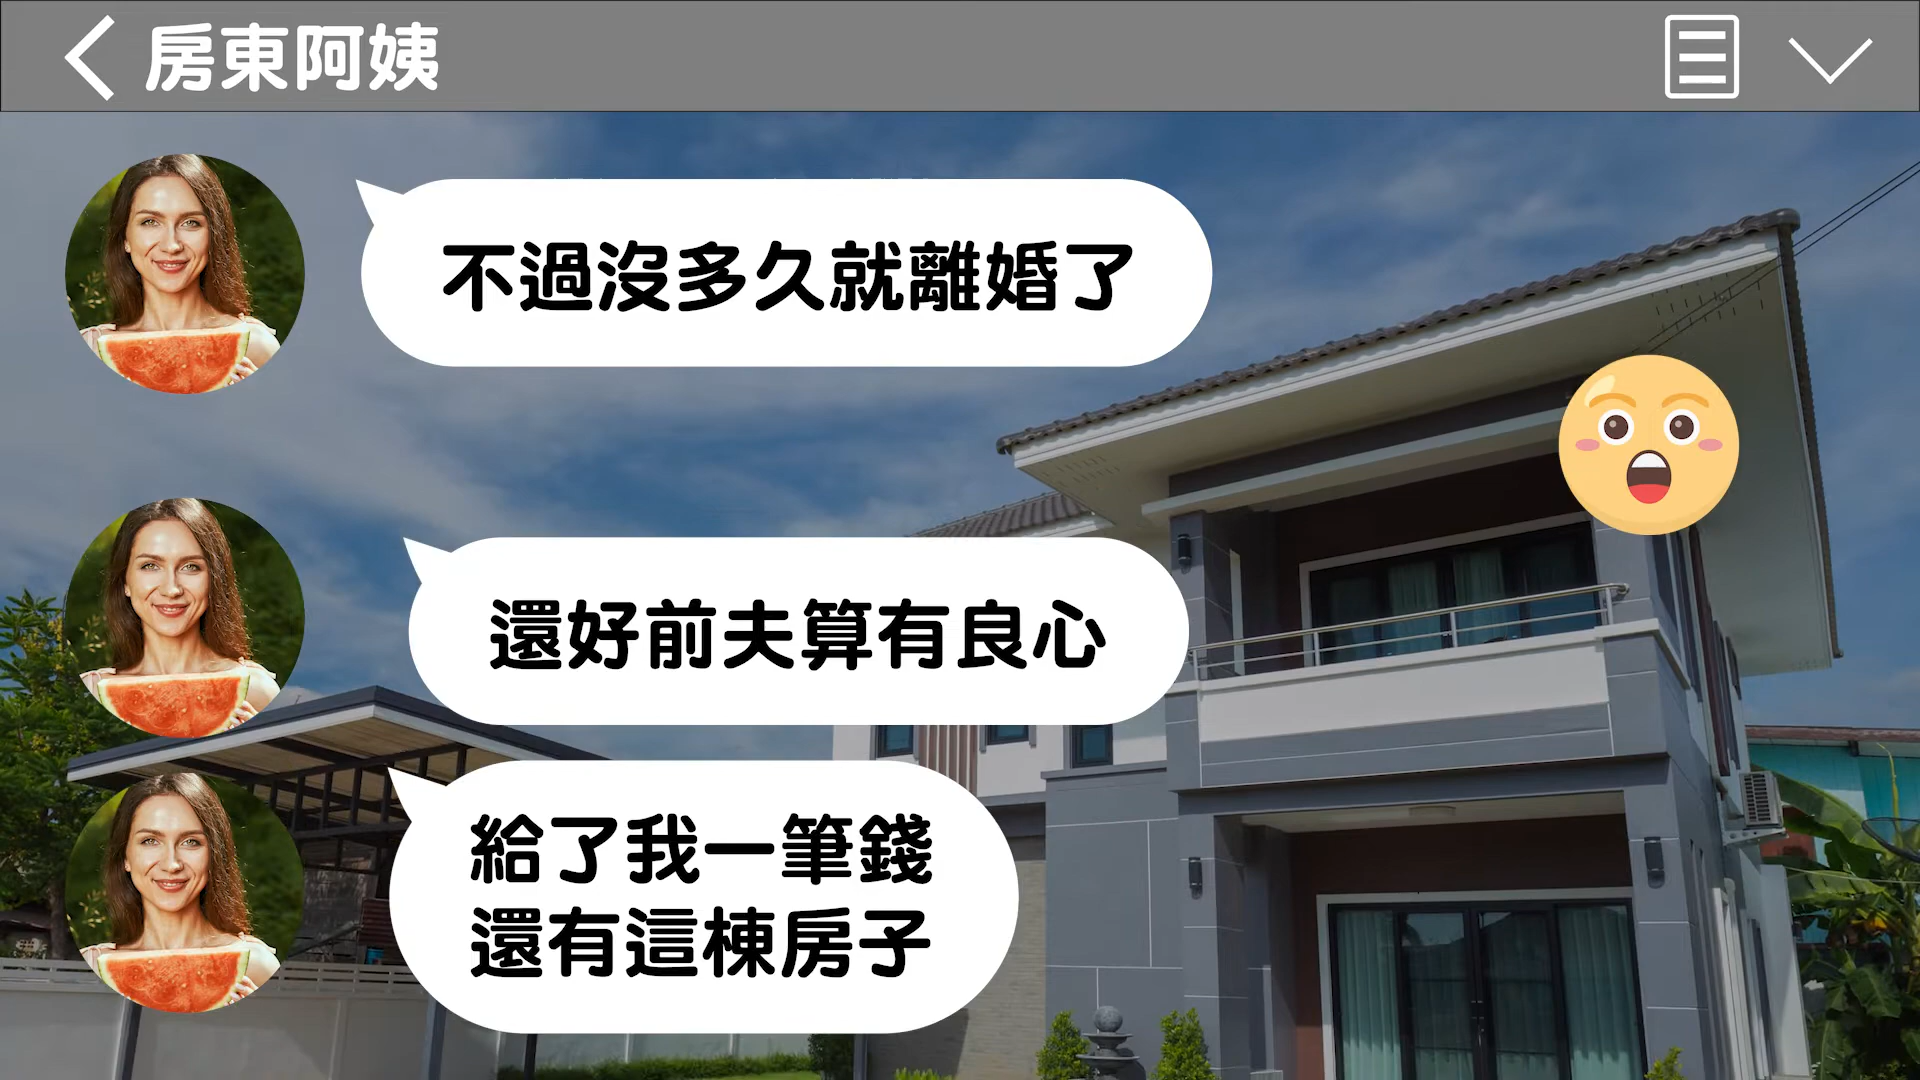 房東阿姨
不過沒多久就離婚了
還好前夫算有良心
給了我一筆錢
還有這棟房子